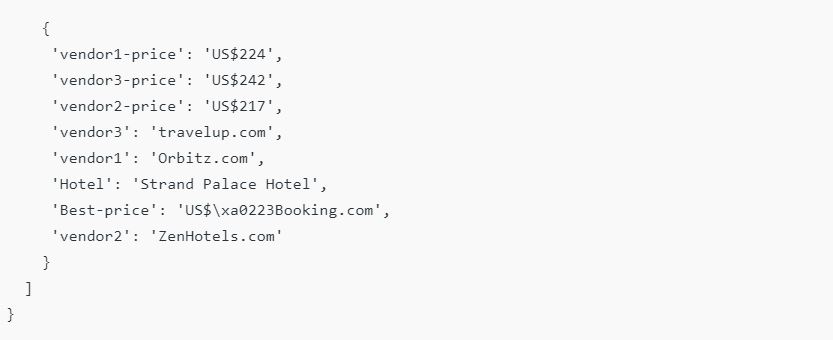 {
'vendor1-price': 'US$224',
'vendor3-price': 'US$242',
'vendor2-price': 'US$217',
'vendor3': 'travelup.com',
'vendor1': 'Orbitz.com',
'Hotel': 'Strand Palace Hotel',
'Best-price': 'US$\xa0223Booking.com',
'vendor2': 'ZenHotels.com'
}
]
}